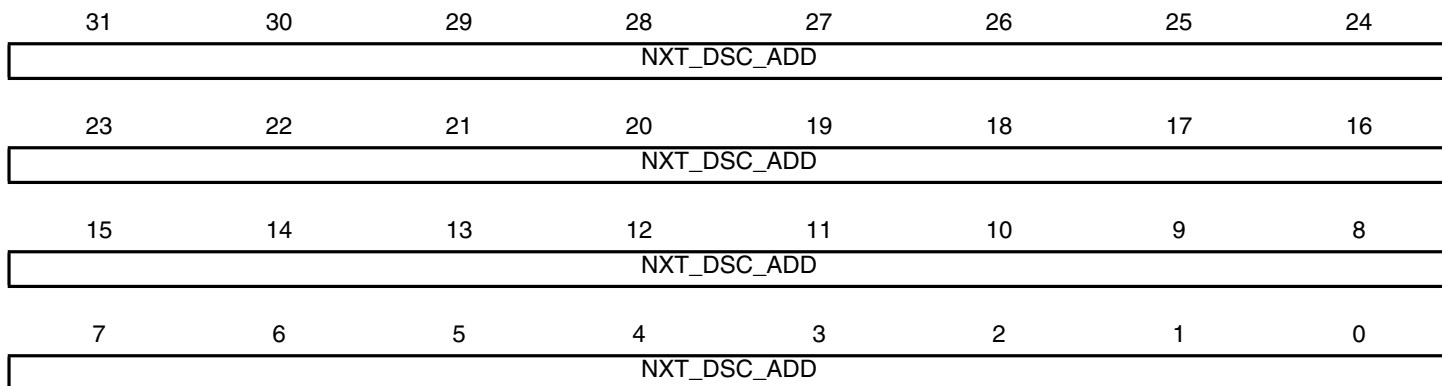 31 30 29 28 27 26 25 24
NXT_DSC_ADD
23 22 21 20 19 18 17 16
NXT_DSC_ADD
15 14 13 12 11 10 9 8
NXT_DSC_ADD
7 6 5 4 3 2 1 0
NXT_DSC_ADD